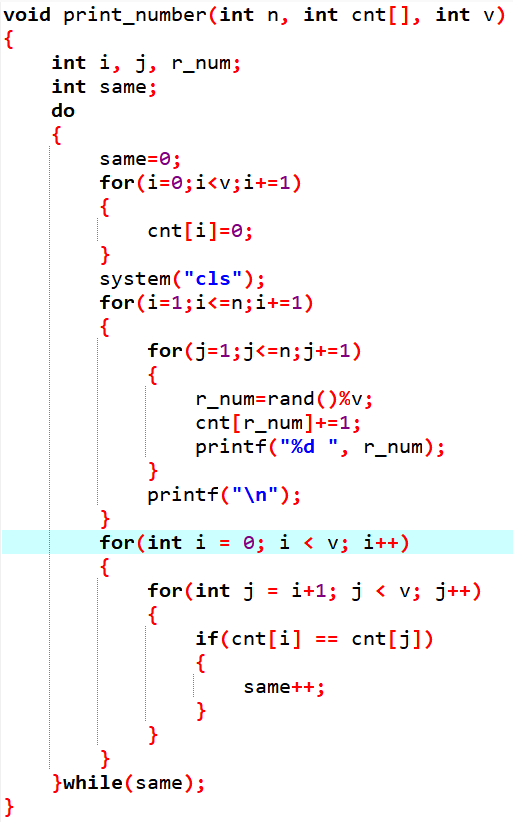 void print_number(int n, int cnt[], int v)
{
    int i, j, r_num;
    int same;
    do
    {
        same=0;
        for(i=0;i<v;i+=1)
        {
            cnt[i]=0;
        }
        system("cls");
        for(i=1;i<=n;i+=1)
        {
            for(j=1;j<=n;j+=1)
            {
                r_num=rand()%v;
                cnt[r_num]+=1;
                printf("%d ", r_num);
            }
            printf("\n");
        }
        for(int i = 0; i < v; i++)
        {
            for(int j = i+1; j < v; j++)
            {
                if(cnt[i] == cnt[j])
                {
                    same++;
                }
            }
        }
    }while(same);
}